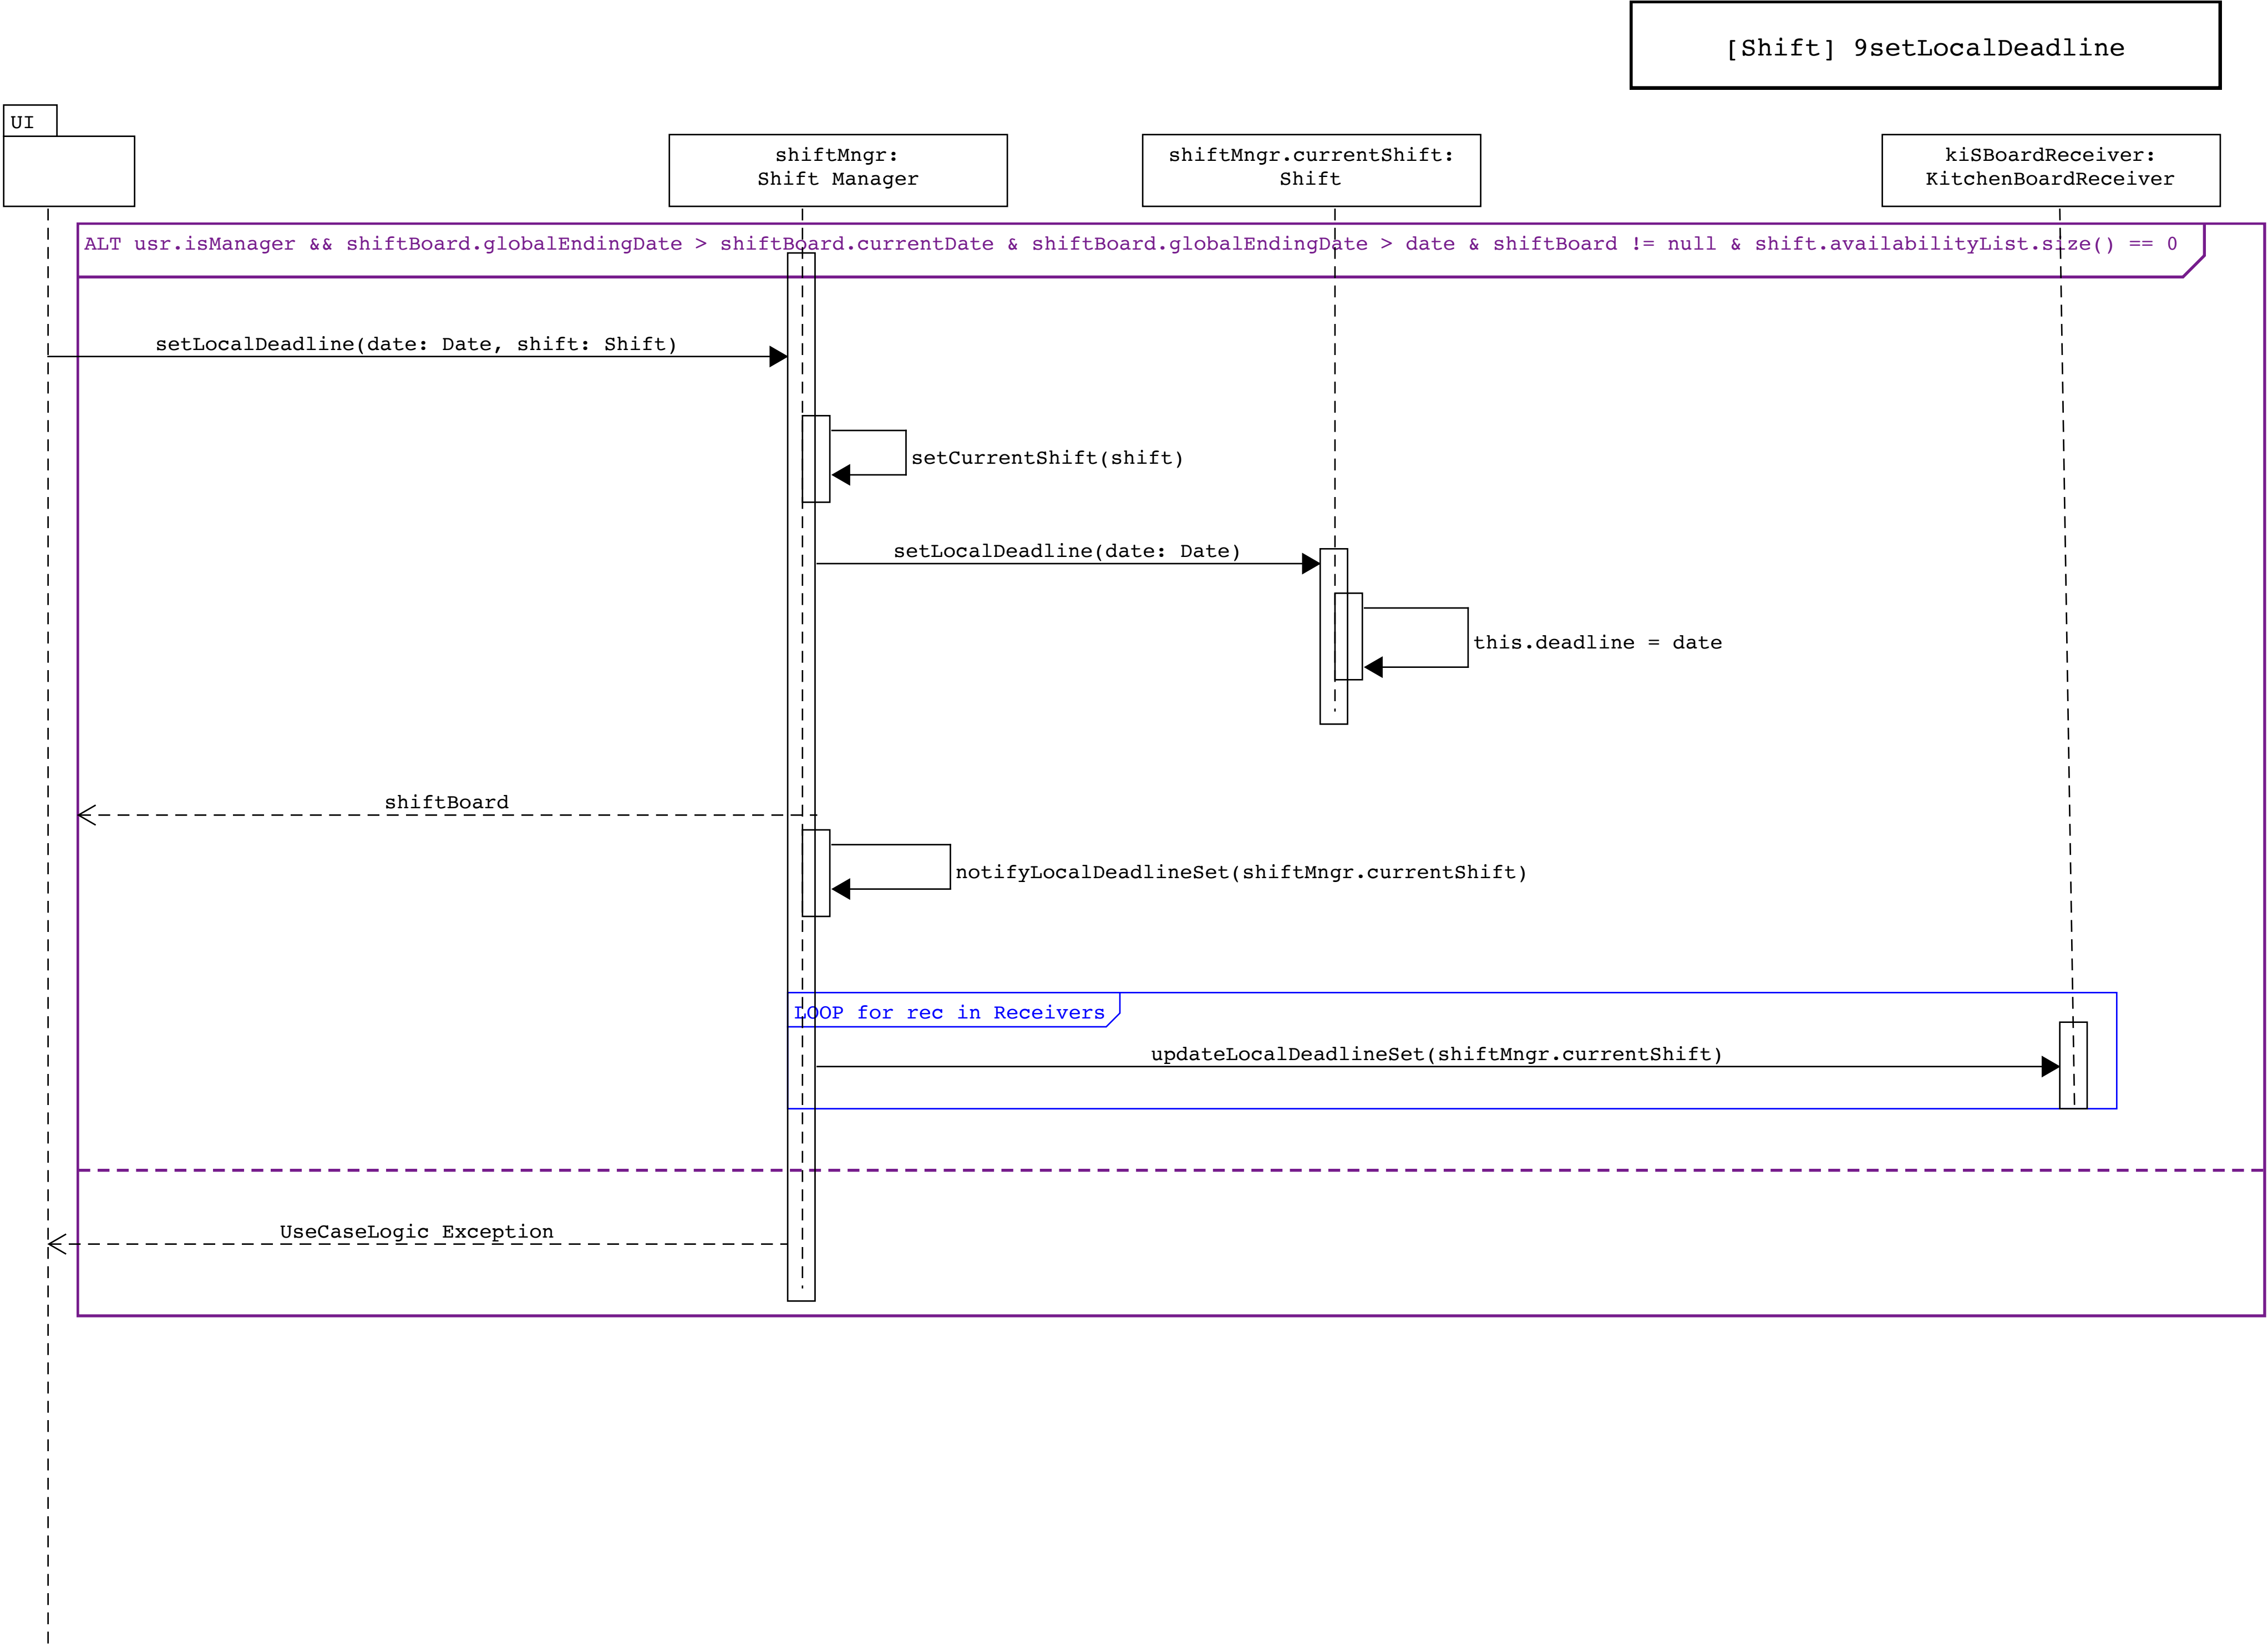 [Shift] 9setLocalDeadline
UI
shiftMngr:
Shift Manager
shiftMngr.currentShift:
Shift
kiSBoardReceiver:
KitchenBoardReceiver
ALT usr.isManager && shiftBoard.globalEndingDate > shiftBoard.currentDate & shiftBoard.globalEndingDate > date & shiftBoard != null & shift.availabilityList.size() == 0
setLocalDeadline(date: Date, shift: Shift)
setCurrentShift(shift)
setLocalDeadline(date: Date)
this.deadline = date
shiftBoard
notifyLocalDeadlineSet(shiftMngr.currentShift)
LOOP for rec in Receivers
updateLocalDeadlineSet(shiftMngr.currentShift)
UseCaseLogic Exception